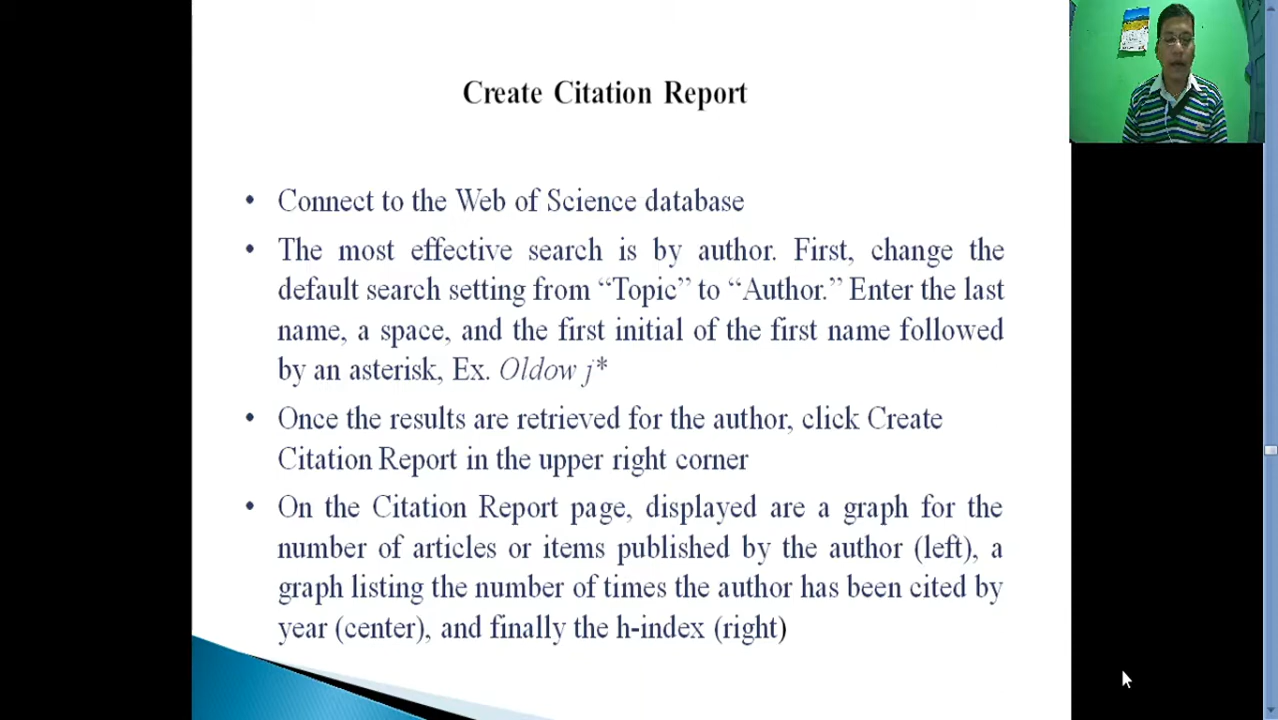 Create Citation Report
• Connect to the Web of Science database
• The most effective search is by author. First, change the
default search setting from “Topic” to “Author.” Enter the last
name, a space, and the first initial of the first name followed
by an asterisk, Ex. Oldow j*
• Once the results are retrieved for the author, click Create
Citation Report in the upper right corner
• On the Citation Report page, displayed are a graph for the
number of articles or items published by the author (left), a
graph listing the number of times the author has been cited by
year (center), and finally the h-index (right)